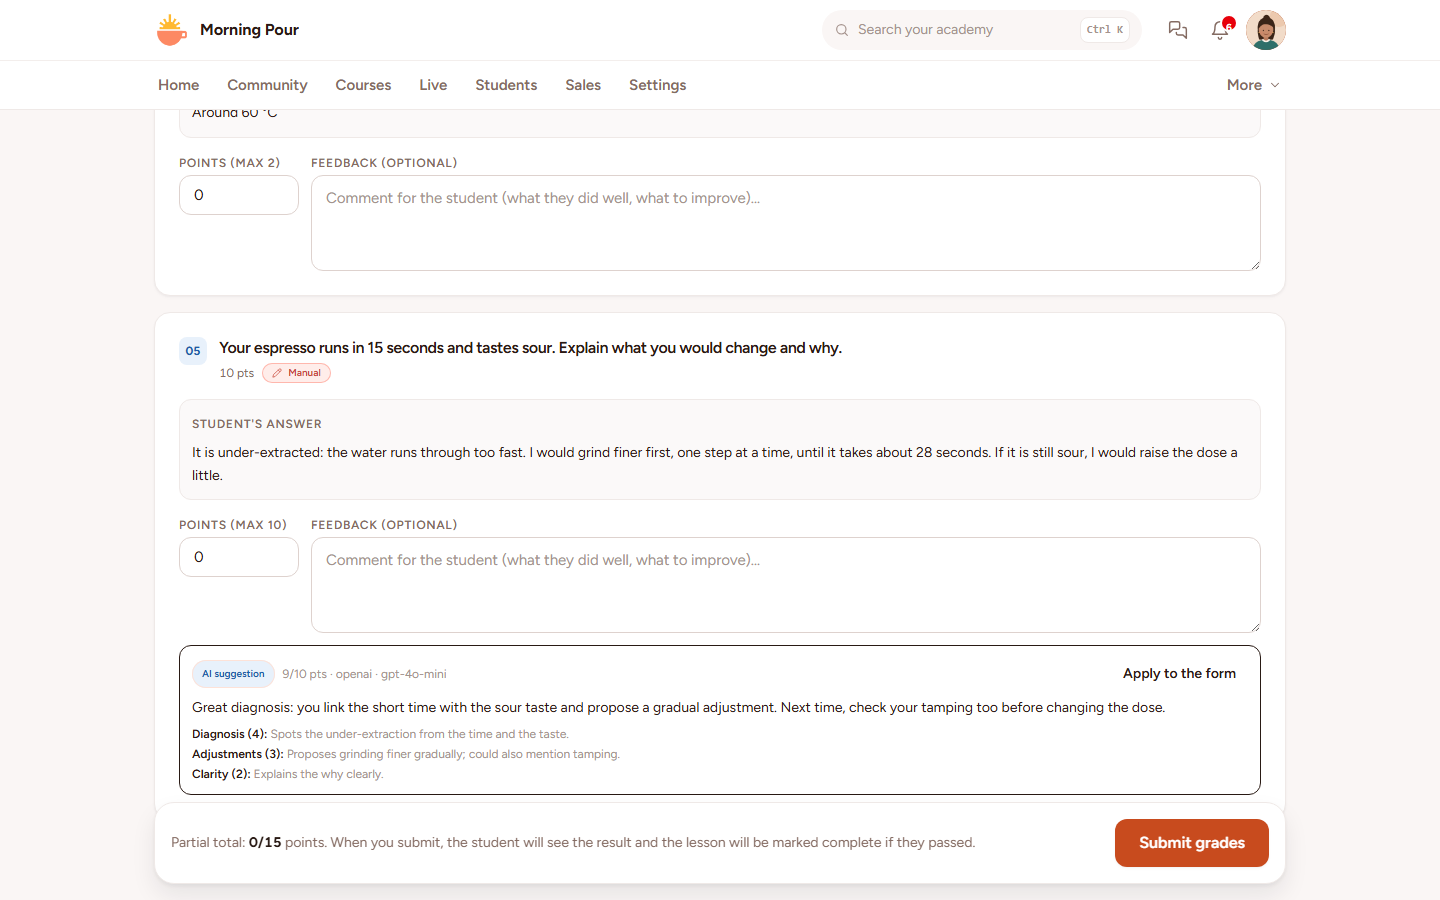 Morning Pour
Search your academy
Ctrl K
6
Home
Community
Courses
Live
Students
Sales
Settings
More
Around 60 °C
POINTS (MAX 2)
FEEDBACK (OPTIONAL)
0
Comment for the student (what they did well, what to improve)...
05
Your espresso runs in 15 seconds and tastes sour. Explain what you would change and why.
10 pts
Manual
STUDENT'S ANSWER
It is under-extracted: the water runs through too fast. I would grind finer first, one step at a time, until it takes about 28 seconds. If it is still sour, I would raise the dose a
little.
POINTS (MAX 10)
FEEDBACK (OPTIONAL)
0
Comment for the student (what they did well, what to improve)...
AI suggestion
9/10 pts · openai · gpt-4o-mini
Apply to the form
Great diagnosis: you link the short time with the sour taste and propose a gradual adjustment. Next time, check your tamping too before changing the dose.
Diagnosis (4): Spots the under-extraction from the time and the taste.
Adjustments (3): Proposes grinding finer gradually; could also mention tamping.
Clarity (2): Explains the why clearly.
Partial total: 0/15 points. When you submit, the student will see the result and the lesson will be marked complete if they passed.
Submit grades